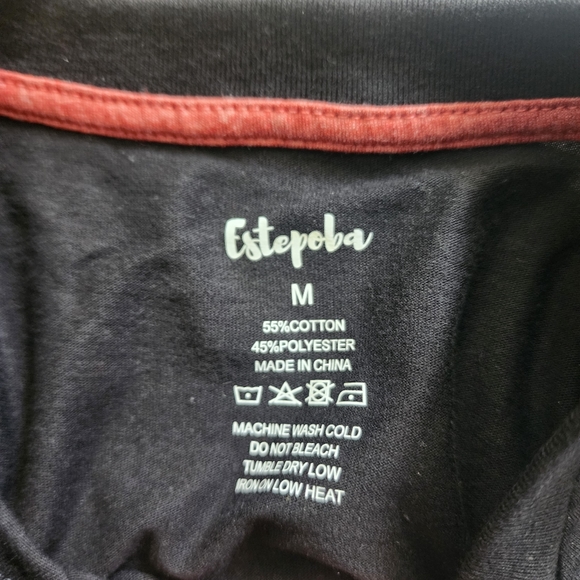 Estepoba
M
55%COTTON
45%POLYESTER
MADE IN CHINA
MACHINE WASH COLD
DO NOT BLEACH
TUMBLE DRY LOW
IRON ON LOW HEAT